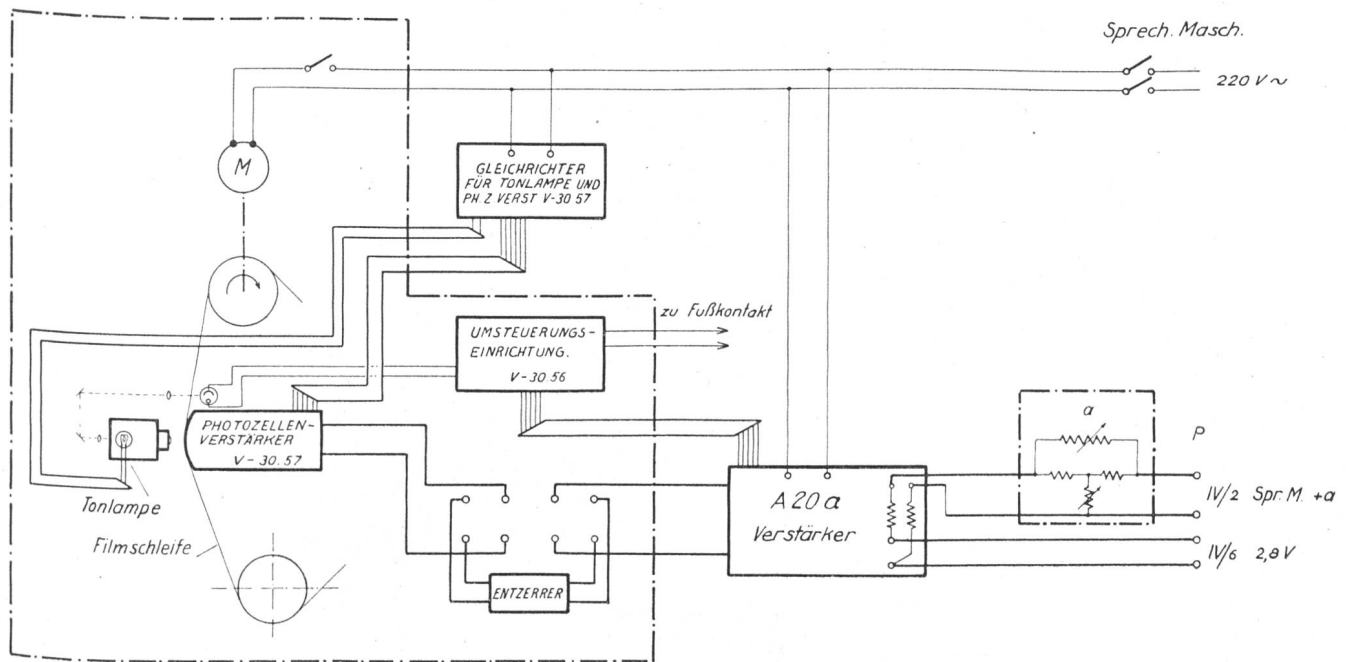 Sprech. Masch.
220 V ~
M
GLEICHRICHTER
FÜR TONLAMPE UND
PH. Z VERST V-30 57
zu Fußkontakt
UMSTEUERUNGS-
EINRICHTUNG.
V-30.56
PHOTOZELLEN-
VERSTÄRKER
V-30.57
Tonlampe
Filmschleife
ENTZERRER
A 20 a
Verstärker
a
P
IV/2 Spr. M. +a
IV/6 2,8 V